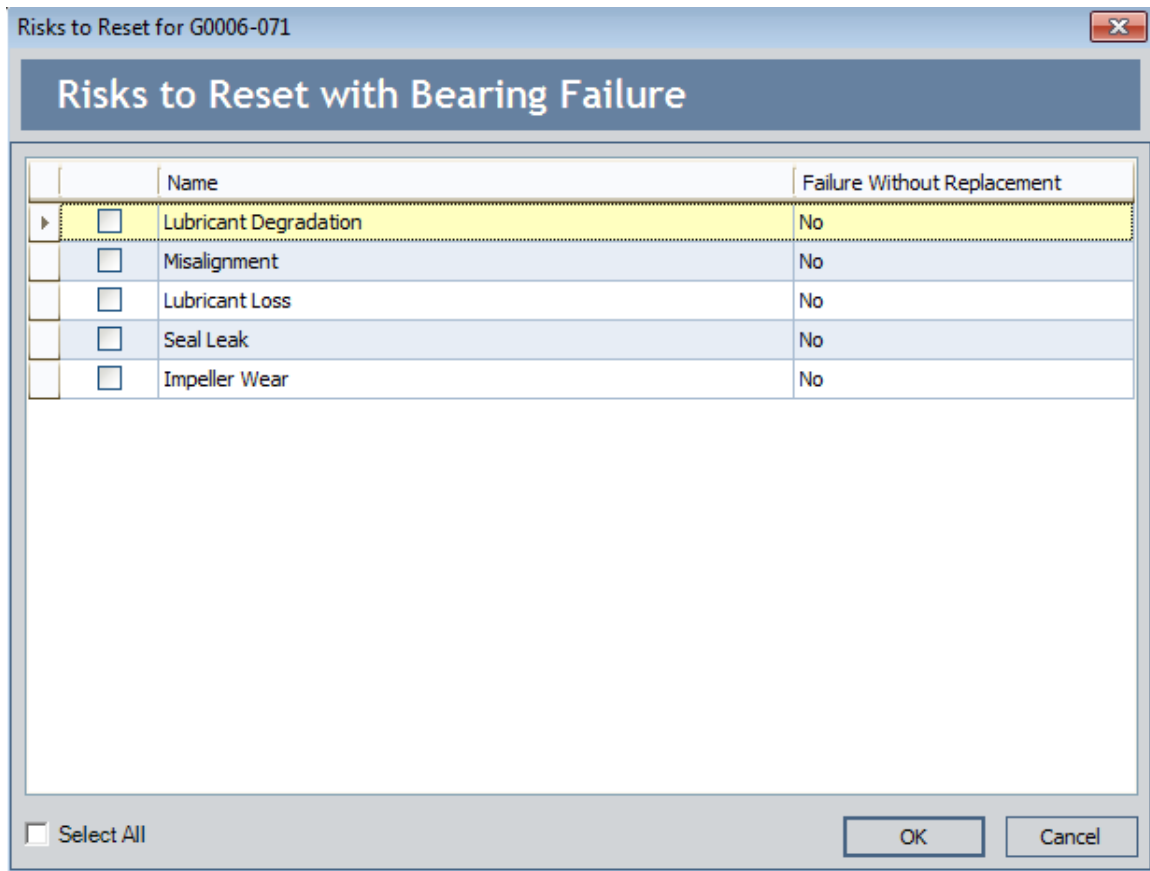 Risks to Reset for G0006-071
Risks to Reset with Bearing Failure
Name Failure Without Replacement
Lubricant Degradation No
Misalignment No
Lubricant Loss No
Seal Leak No
Impeller Wear No
Select All OK Cancel